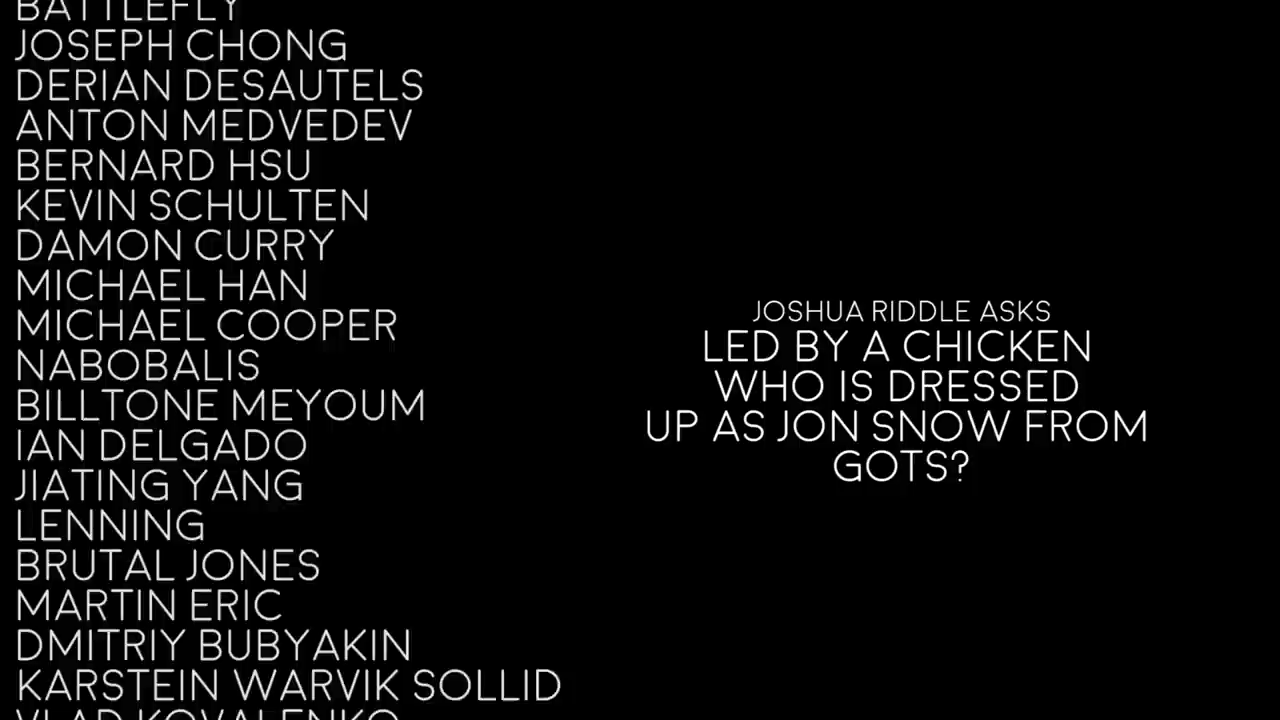 BATTLEFLY
JOSEPH CHONG
DERIAN DESAUTELS
ANTON MEDVEDEV
BERNARD HSU
KEVIN SCHULTEN
DAMON CURRY
MICHAEL HAN
MICHAEL COOPER
NABOBALIS
BILLTONE MEYOUM
IAN DELGADO
JIATING YANG
LENNING
BRUTAL JONES
MARTIN ERIC
DMITRIY BUBYAKIN
KARSTEIN WARVIK SOLLID
VLAD KOVALENKO
JOSHUA RIDDLE ASKS
LED BY A CHICKEN
WHO IS DRESSED
UP AS JON SNOW FROM
GOTS?